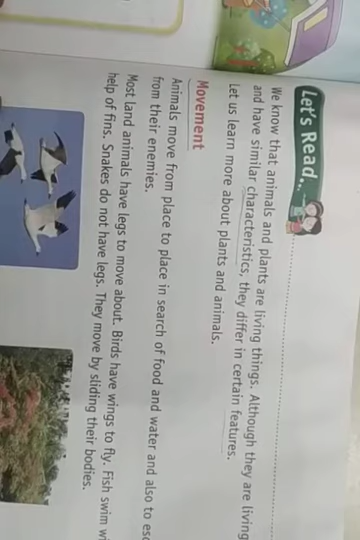 Let's Read...
We know that animals and plants are living things. Although they are living
and have similar characteristics, they differ in certain features.
Let us learn more about plants and animals.
Movement
Animals move from place to place in search of food and water and also to
from their enemies.
Most land animals have legs to move about. Birds have wings to fly. Fish swim
help of fins. Snakes do not have legs. They move by sliding their bodies.